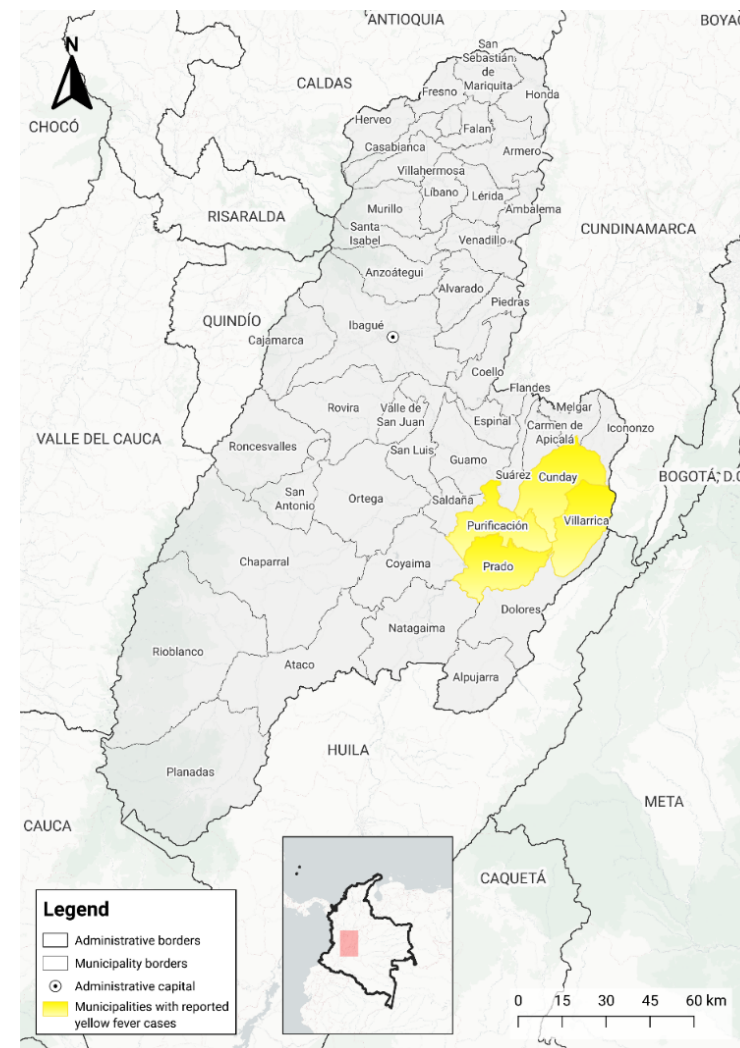 ANTIOQUIA
BOYAC
N
San
Sebastián
de
Mariquita
CALDAS
Fresno
Honda
CHOCÓ
Herveo
Falan
Casabianca
Armero
Villahermosa
Líbano
Lérida
Murillo
Ambalema
RISARALDA
Santa
Isabel
CUNDINAMARCA
Venadillo
Anzoátegui
Alvarado
Piedras
QUINDÍO
Ibagué
Cajamarca
Coello
Flandes
Rovira
Valle de
San Juan
Melgar
Espinal
Carmen de
Apicalá
Icononzo
VALLE DEL CAUCA
Roncesvalles
San Luis
Guamo
Suárez
Cunday
BOGOTÁ, D.C
San
Antonio
Ortega
Saldaña
Purificación
Villarrica
Chaparral
Coyaima
Prado
Dolores
Natagaima
Rioblanco
Ataco
Alpujarra
HUILA
Planadas
META
CAUCA
CAQUETÁ
Legend
Administrative borders
Municipality borders
Administrative capital
Municipalities with reported
yellow fever cases
0 15 30 45 60 km